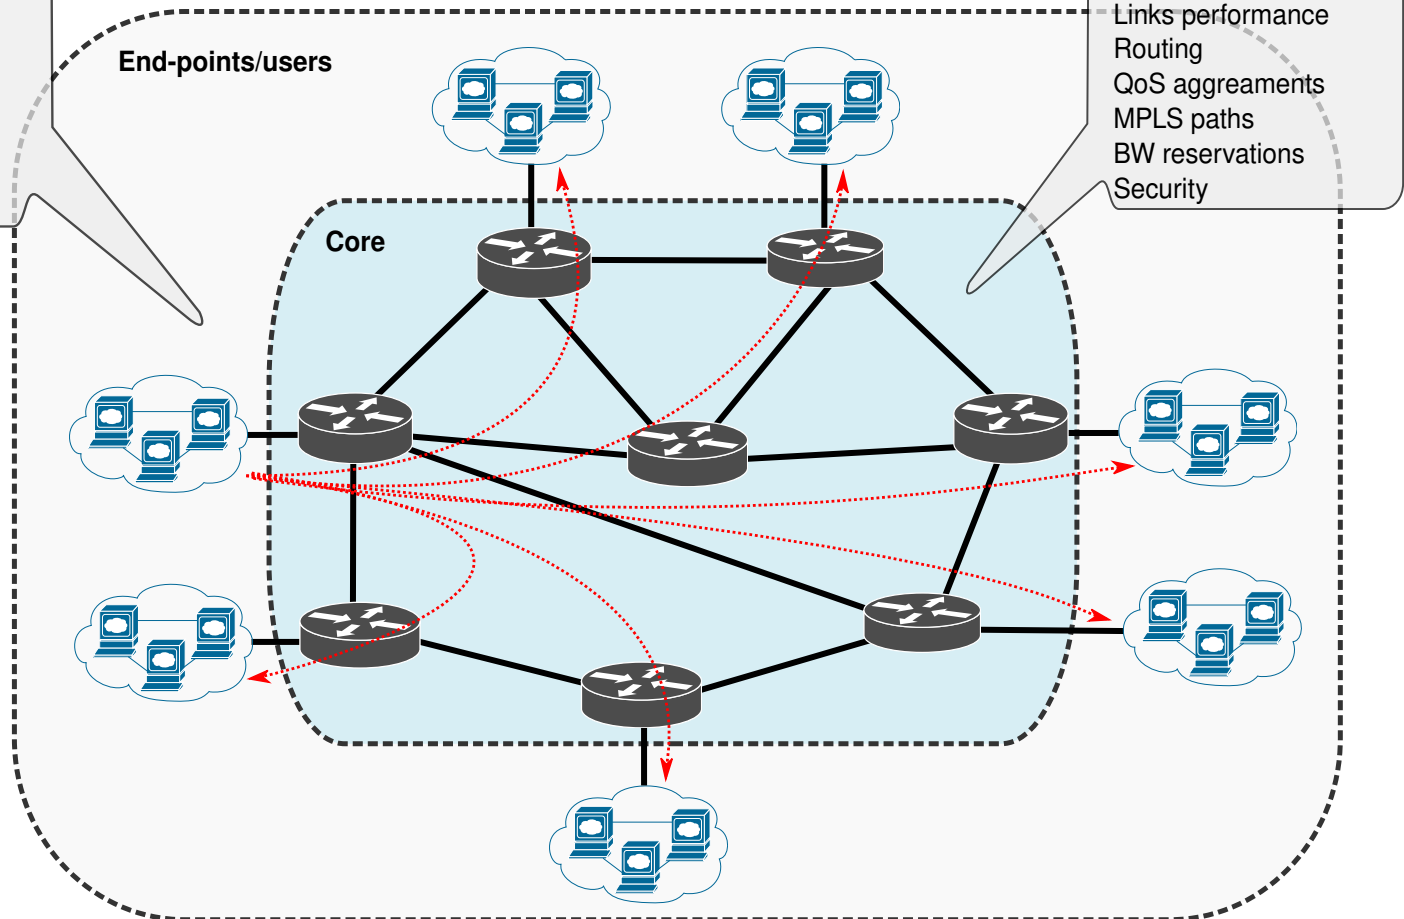 Links performance
End-points/users
Routing
QoS aggreaments
MPLS paths
BW reservations
Security
Core